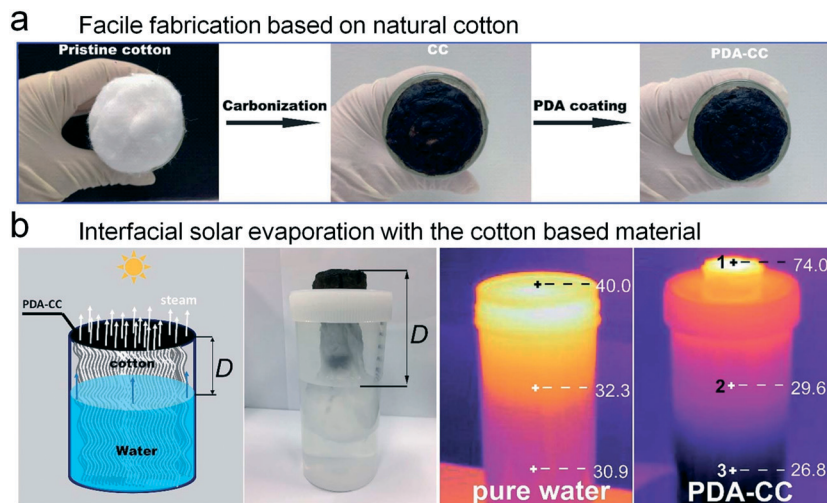 a Facile fabrication based on natural cotton
Pristine cotton
CC
PDA-CC
Carbonization
PDA coating
b Interfacial solar evaporation with the cotton based material
PDA-CC
steam
cotton
D
Water
D
40.0
32.3
30.9
pure water
1 74.0
2 29.6
3 26.8
PDA-CC